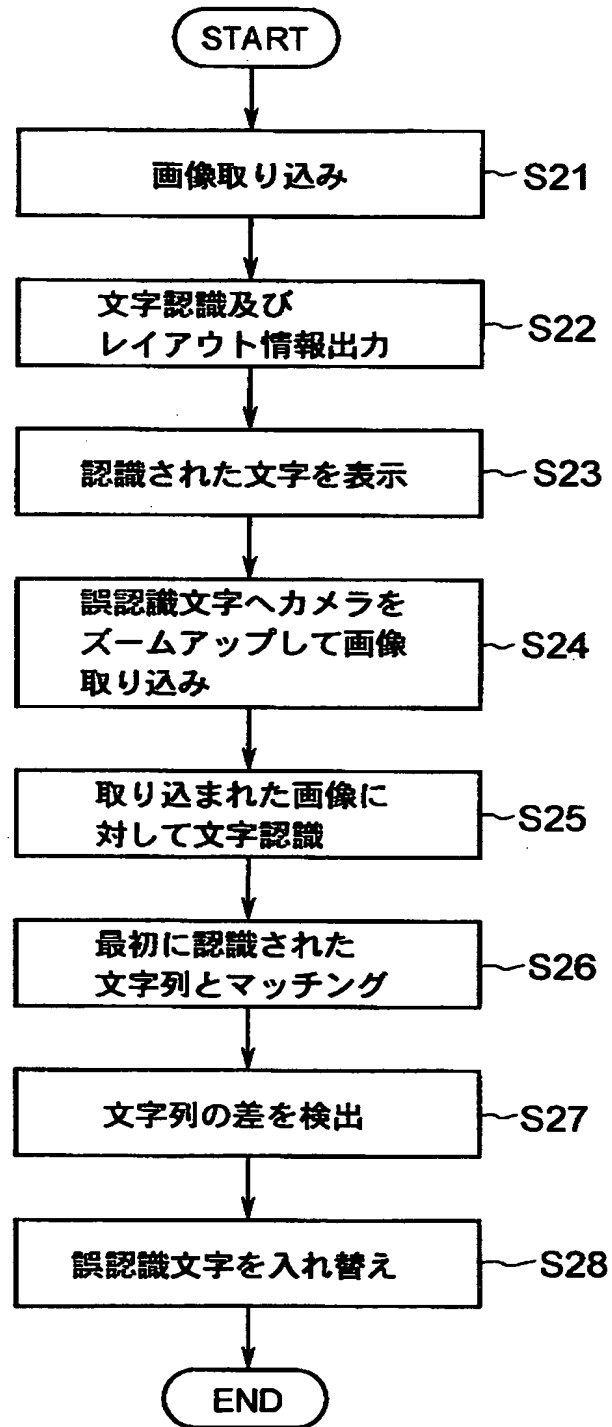 START
画像取り込み
S21
文字認識及び
レイアウト情報出力
S22
認識された文字を表示
S23
誤認識文字へカメラを
ズームアップして画像
取り込み
S24
取り込まれた画像に
対して文字認識
S25
最初に認識された
文字列とマッチング
S26
文字列の差を検出
S27
誤認識文字を入れ替え
S28
END